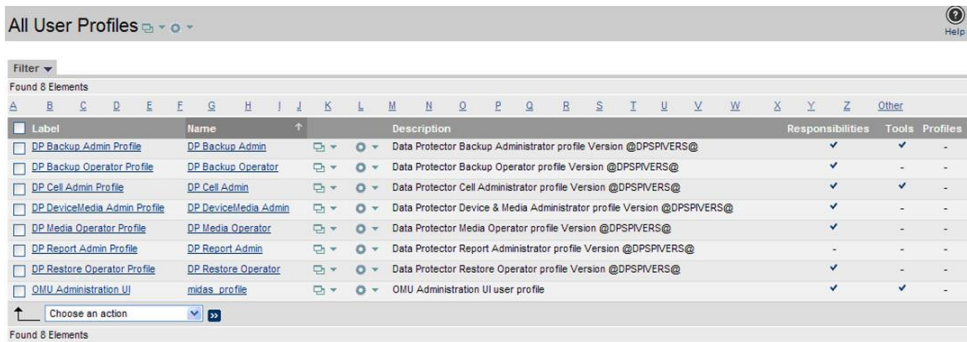 All User Profiles
Help
Filter
Found 8 Elements
A B C D E F G H I J K L M N O P Q R S T U V W X Y Z Other
Label Name Description Responsibilities Tools Profiles
DP Backup Admin Profile DP Backup Admin Data Protector Backup Administrator profile Version @DPSPIVERS@ -
DP Backup Operator Profile DP Backup Operator Data Protector Backup Operator profile Version @DPSPIVERS@ - -
DP Cell Admin Profile DP Cell Admin Data Protector Cell Administrator profile Version @DPSPIVERS@ -
DP DeviceMedia Admin Profile DP DeviceMedia Admin Data Protector Device & Media Administrator profile Version @DPSPIVERS@ - -
DP Media Operator Profile DP Media Operator Data Protector Media Operator profile Version @DPSPIVERS@ - -
DP Report Admin Profile DP Report Admin Data Protector Report Administrator profile Version @DPSPIVERS@ - - -
DP Restore Operator Profile DP Restore Operator Data Protector Restore Operator profile Version @DPSPIVERS@ - -
OMU Administration UI midas_profile OMU Administration UI user profile -
Choose an action
Found 8 Elements